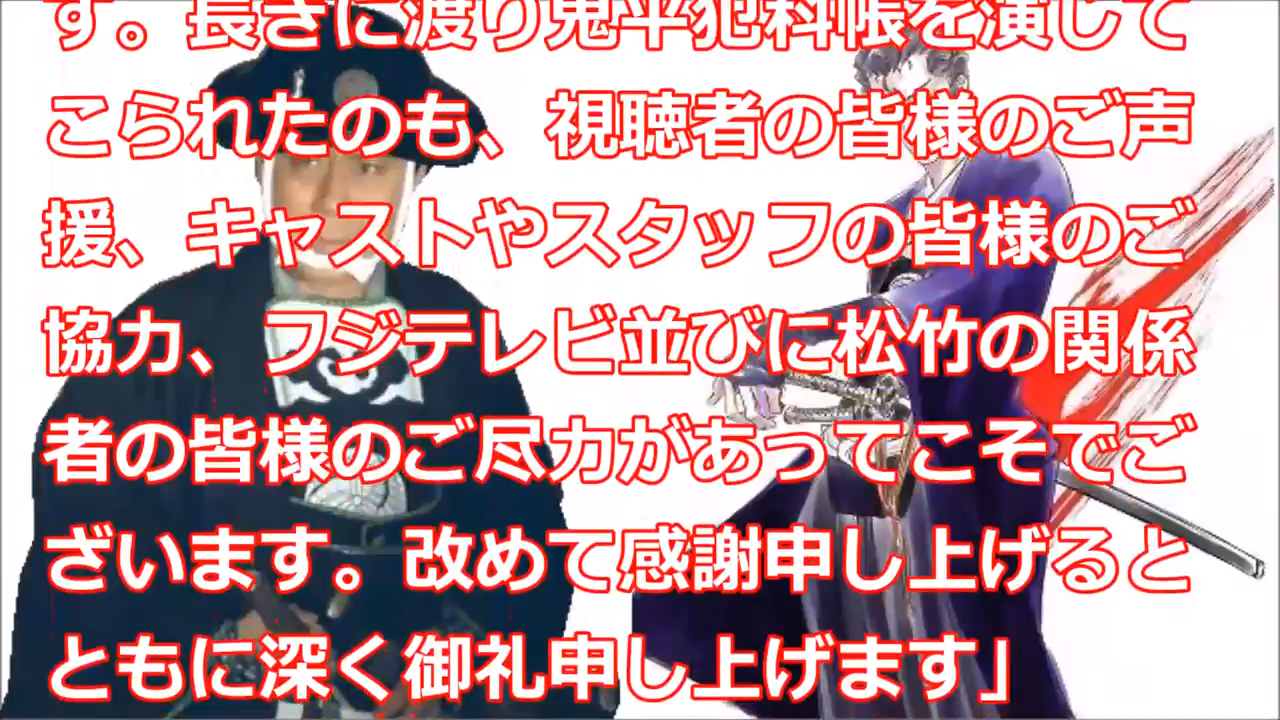 す。長きに渡り鬼平犯科帳を演じて
こられたのも、視聴者の皆様のご声
援、キャストやスタッフの皆様のご
協力、フジテレビ並びに松竹の関係
者の皆様のご尽力があってこそでご
ざいます。改めて感謝申し上げると
ともに深く御礼申し上げます」